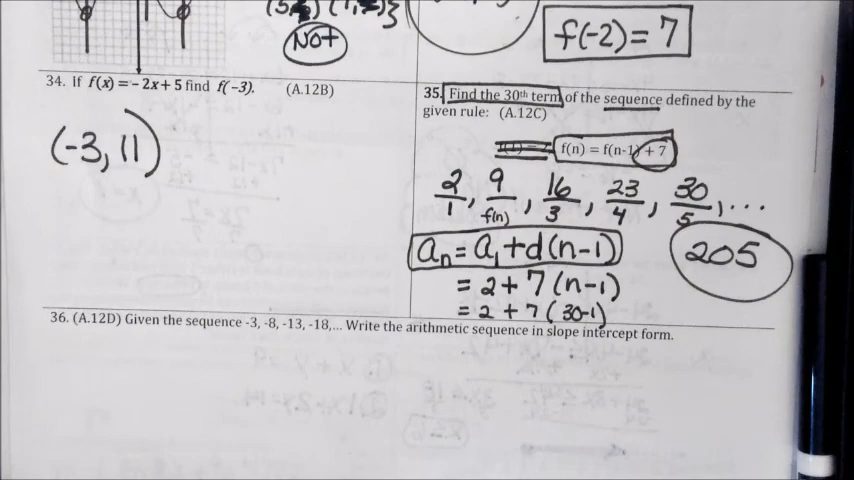 Not
f(-2) = 7
34. If f(x) = - 2x + 5 find f(-3). (A.12B)
(-3, 11)
35. Find the 30th term of the sequence defined by the
given rule: (A.12C)
f(n) = f(n-1) + 7
2/1, 9/f(n), 16/3, 23/4, 30/5, ...
an = a1 + d(n-1)
= 2 + 7 (n-1)
= 2 + 7 (30-1)
205
36. (A.12D) Given the sequence -3, -8, -13, -18,... Write the arithmetic sequence in slope intercept form.